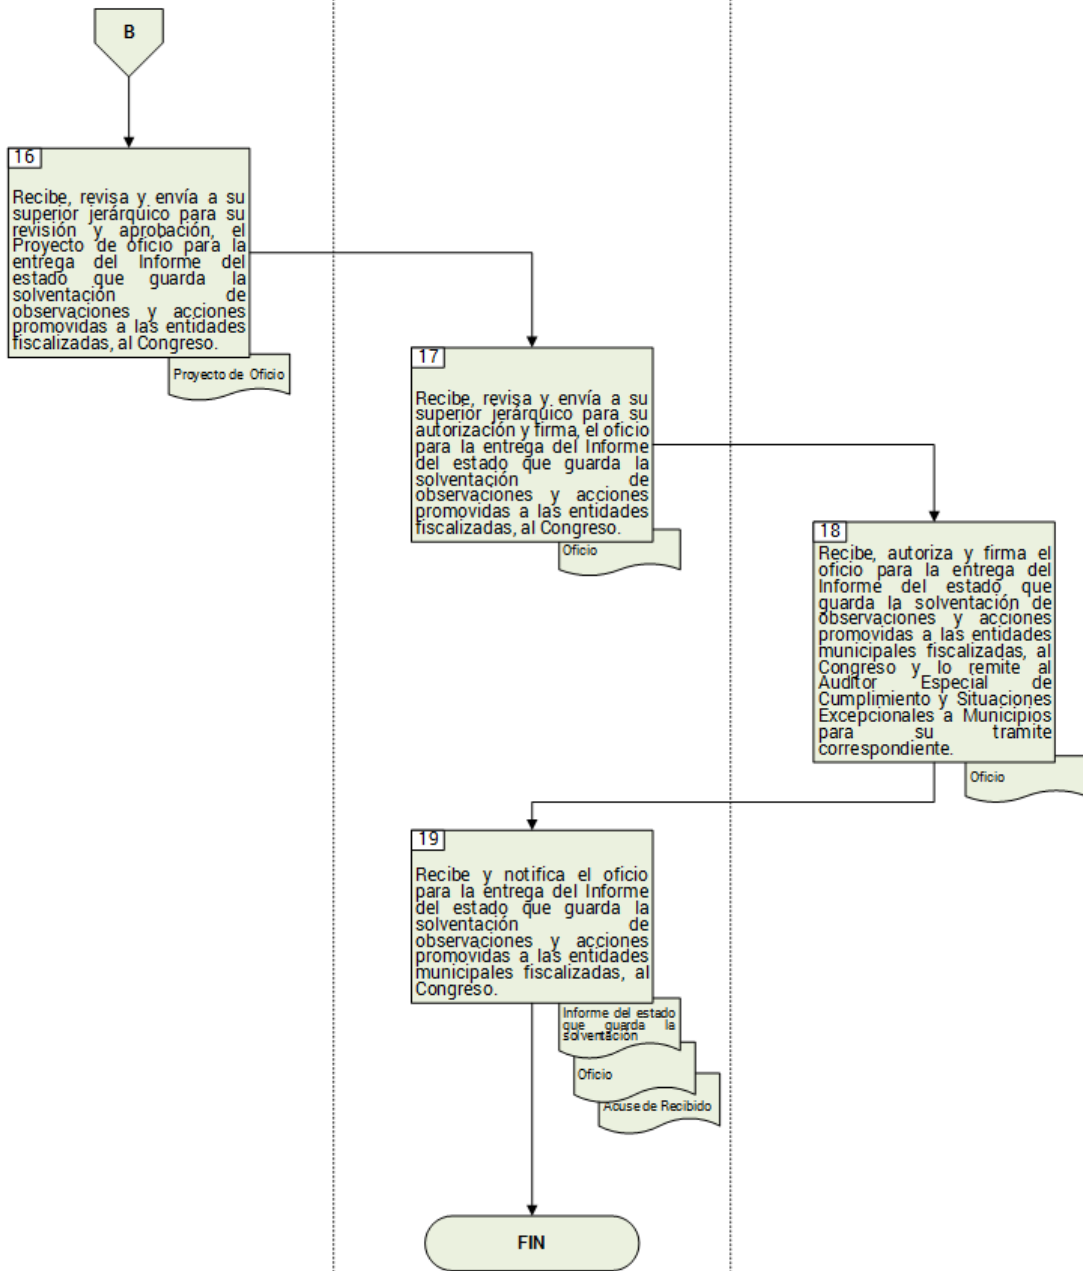 B
16
Recibe, revisa y envía a su
superior jerárquico para su
revisión y aprobación, el
Proyecto de oficio para la
entrega del Informe del
estado que guarda la
solventación de
observaciones y acciones
promovidas a las entidades
fiscalizadas, al Congreso.
Proyecto de Oficio
17
Recibe, revisa y envía a su
superior jerárquico para su
autorización y firma, el oficio
para la entrega del Informe
del estado que guarda la
solventación de
observaciones y acciones
promovidas a las entidades
fiscalizadas, al Congreso.
Oficio
18
Recibe, autoriza y firma el
oficio para la entrega del
Informe del estado que
guarda la solventación de
observaciones y acciones
promovidas a las entidades
municipales fiscalizadas, al
Congreso y lo remite al
Auditor Especial de
Cumplimiento y Situaciones
Excepcionales a Municipios
para su tramite
correspondiente.
Oficio
19
Recibe y notifica el oficio
para la entrega del Informe
del estado que guarda la
solventación de
observaciones y acciones
promovidas a las entidades
municipales fiscalizadas, al
Congreso.
Informe del estado
que guarda la
solventación
Oficio
Acuse de Recibido
FIN